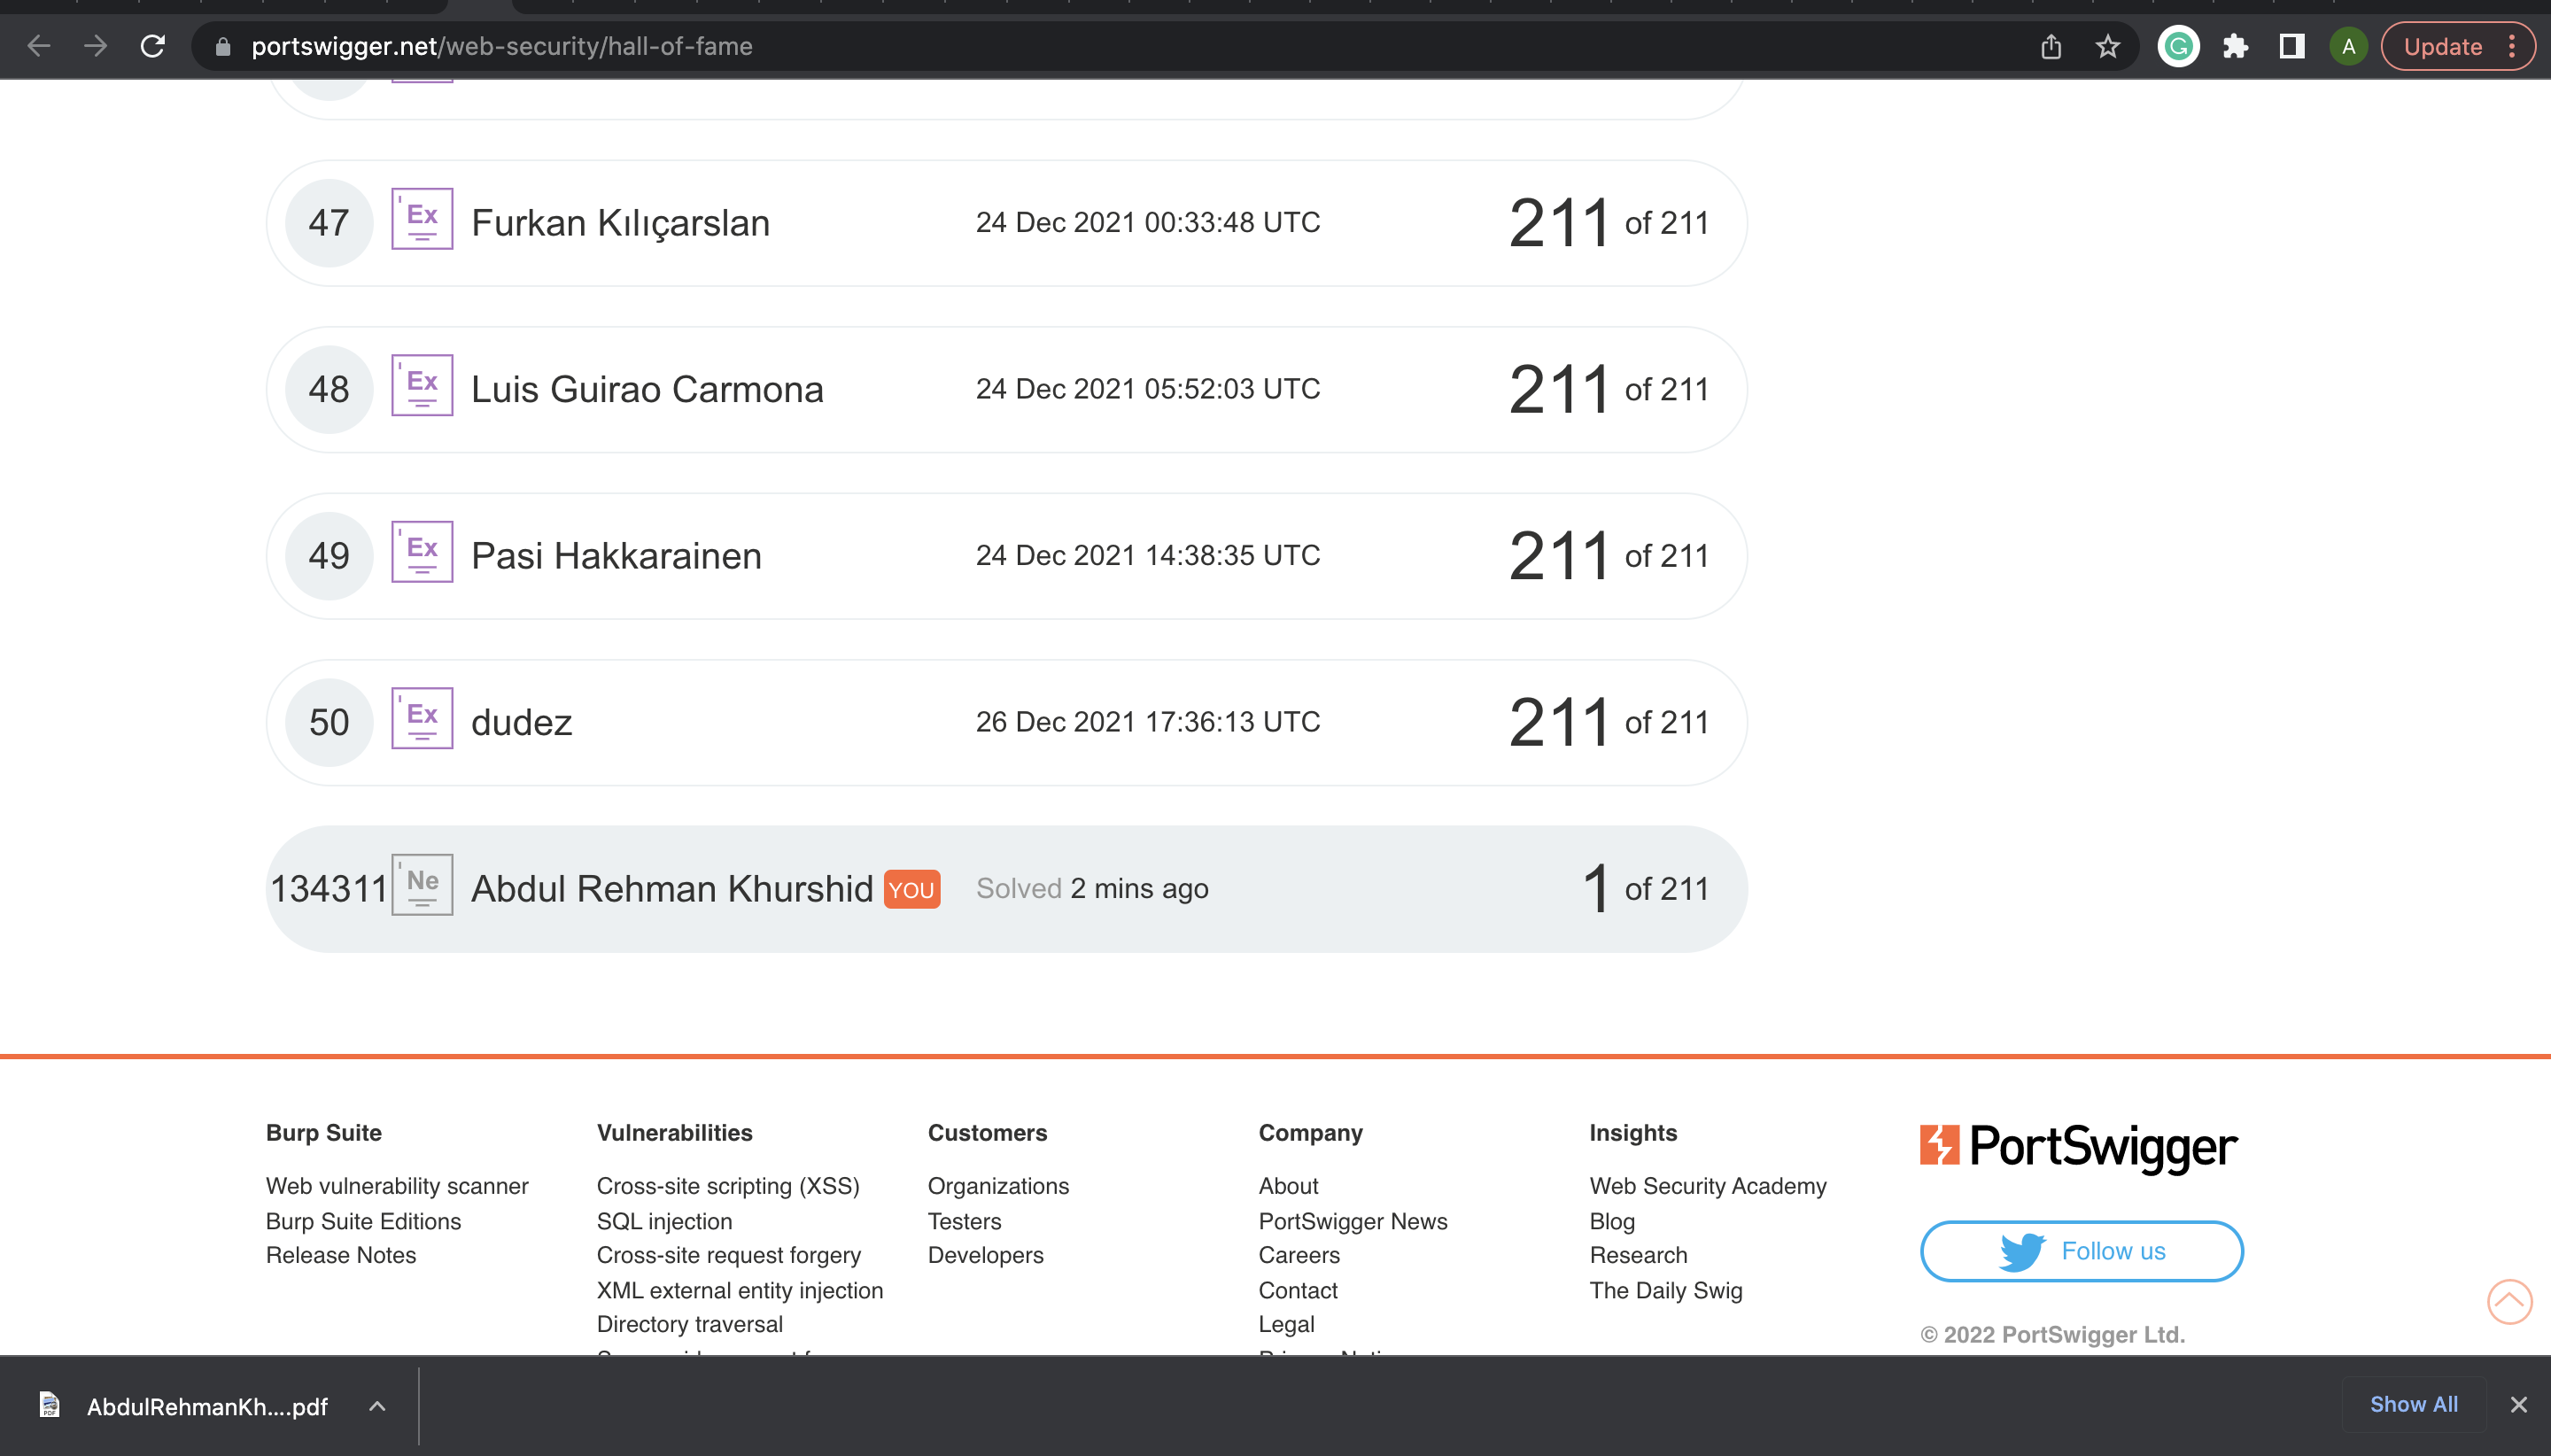 portswigger.net/web-security/hall-of-fame
G
A
Update
47 Ex Furkan Kılıçarslan 24 Dec 2021 00:33:48 UTC 211 of 211
48 Ex Luis Guirao Carmona 24 Dec 2021 05:52:03 UTC 211 of 211
49 Ex Pasi Hakkarainen 24 Dec 2021 14:38:35 UTC 211 of 211
50 Ex dudez 26 Dec 2021 17:36:13 UTC 211 of 211
134311 Ne Abdul Rehman Khurshid YOU Solved 2 mins ago 1 of 211
Burp Suite
Web vulnerability scanner
Burp Suite Editions
Release Notes
Vulnerabilities
Cross-site scripting (XSS)
SQL injection
Cross-site request forgery
XML external entity injection
Directory traversal
Customers
Organizations
Testers
Developers
Company
About
PortSwigger News
Careers
Contact
Legal
Insights
Web Security Academy
Blog
Research
The Daily Swig
PortSwigger
Follow us
© 2022 PortSwigger Ltd.
PDF
AbdulRehmanKh....pdf
Show All